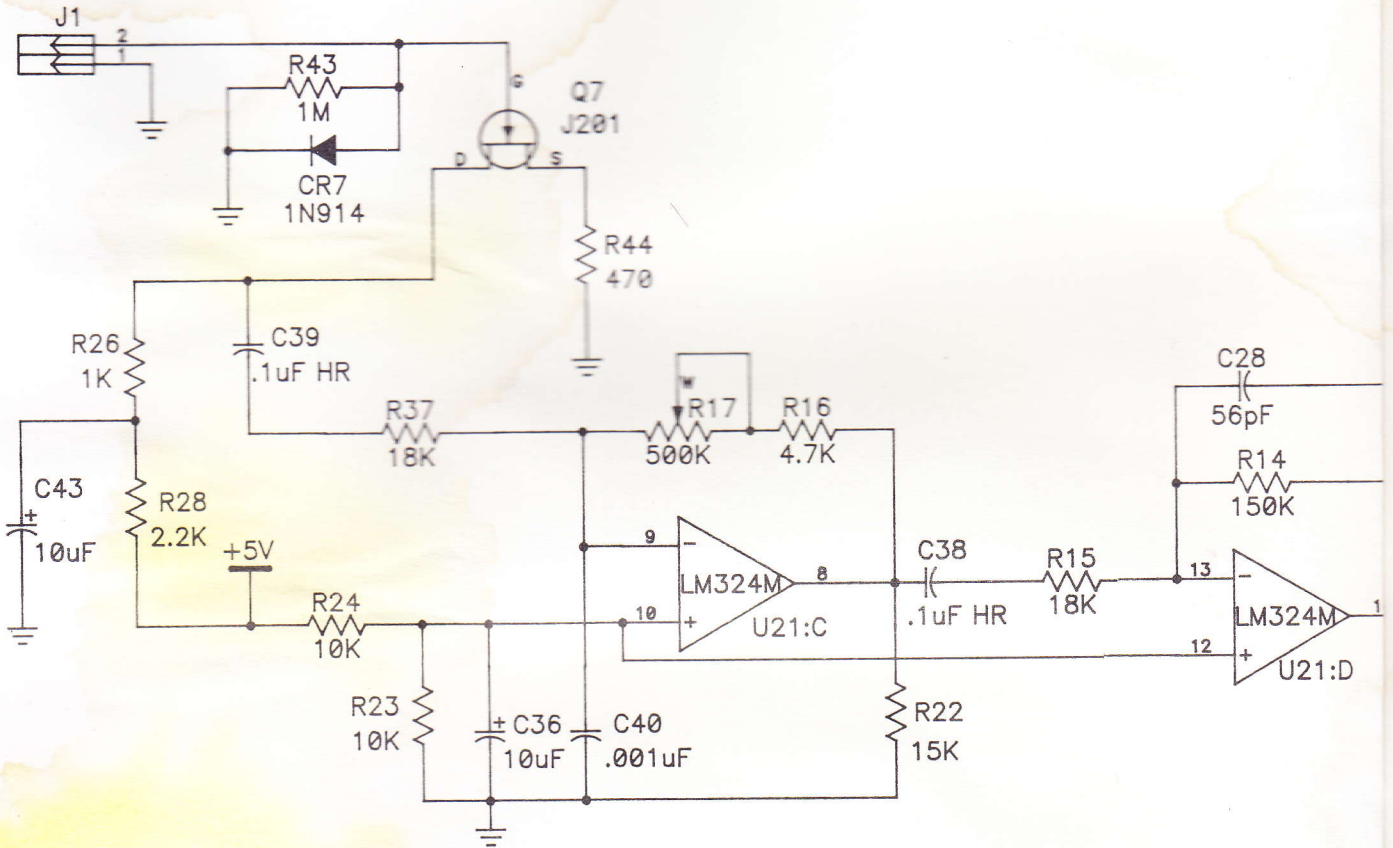 J1
2
1
R43
1M
CR7
1N914
G
Q7
J201
D
S
R44
470
R26
1K
C39
.1uF HR
R37
18K
W
R17
500K
R16
4.7K
C28
56pF
R14
150K
C43
+
10uF
R28
2.2K
+5V
R24
10K
9
-
LM324M
8
10
+
U21:C
C38
.1uF HR
R15
18K
13
-
LM324M
1
12
+
U21:D
R23
10K
+
C36
10uF
C40
.001uF
R22
15K